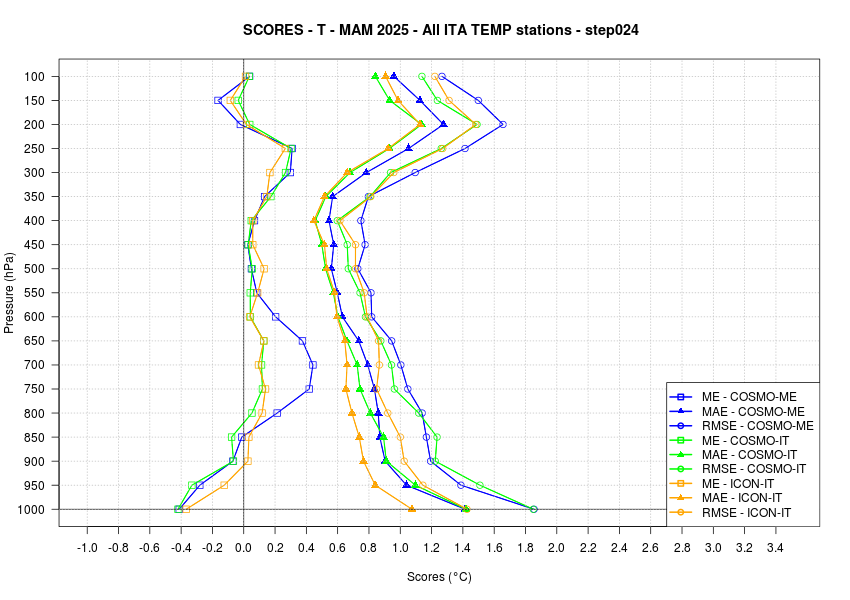 SCORES - T - MAM 2025 - All ITA TEMP stations - step024
Pressure (hPa)
100
150
200
250
300
350
400
450
500
550
600
650
700
750
800
850
900
950
1000
ME - COSMO-ME
MAE - COSMO-ME
RMSE - COSMO-ME
ME - COSMO-IT
MAE - COSMO-IT
RMSE - COSMO-IT
ME - ICON-IT
MAE - ICON-IT
RMSE - ICON-IT
-1.0 -0.8 -0.6 -0.4 -0.2 0.0 0.2 0.4 0.6 0.8 1.0 1.2 1.4 1.6 1.8 2.0 2.2 2.4 2.6 2.8 3.0 3.2 3.4
Scores (°C)